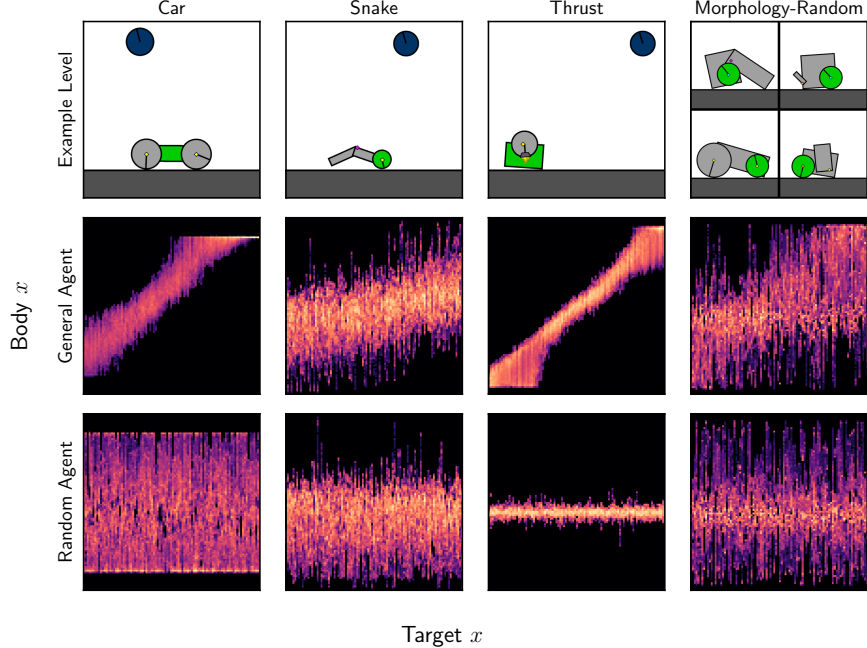 Car
Snake
Thrust
Morphology-Random
Example Level
General Agent
Random Agent
Body x
Target x